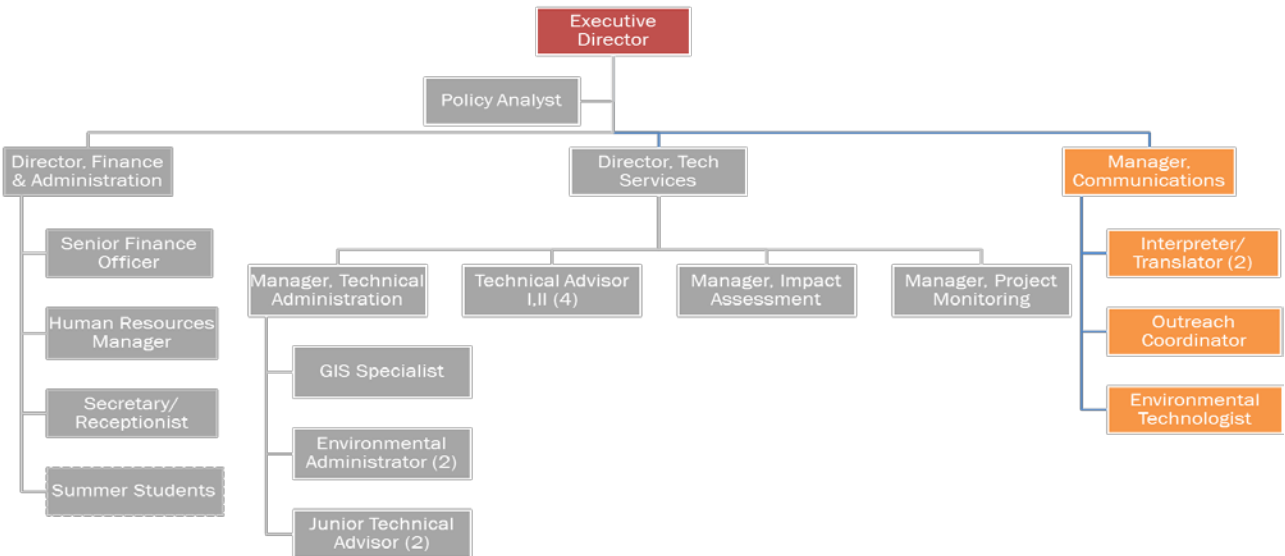 Executive
Director
Policy Analyst
Director, Finance
& Administration
Director, Tech
Services
Manager,
Communications
Senior Finance
Officer
Human Resources
Manager
Secretary/
Receptionist
Summer Students
Manager, Technical
Administration
Technical Advisor
I,II (4)
Manager, Impact
Assessment
Manager, Project
Monitoring
GIS Specialist
Environmental
Administrator (2)
Junior Technical
Advisor (2)
Interpreter/
Translator (2)
Outreach
Coordinator
Environmental
Technologist